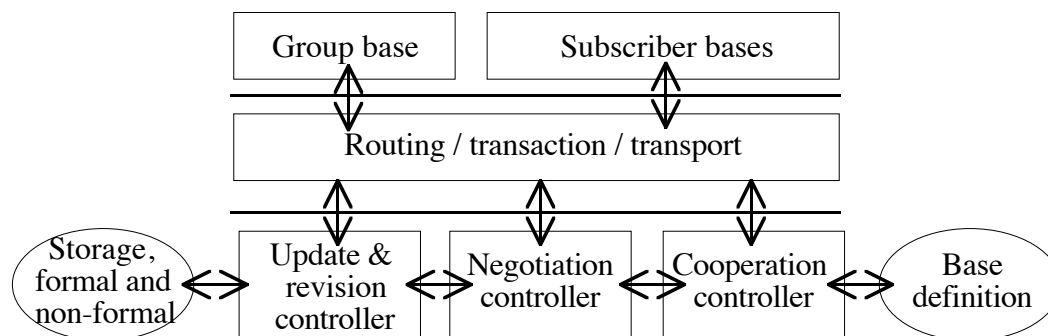 Group base
Subscriber bases
Routing / transaction / transport
Storage,
formal and
non-formal
Update &
revision
controller
Negotiation
controller
Cooperation
controller
Base
definition